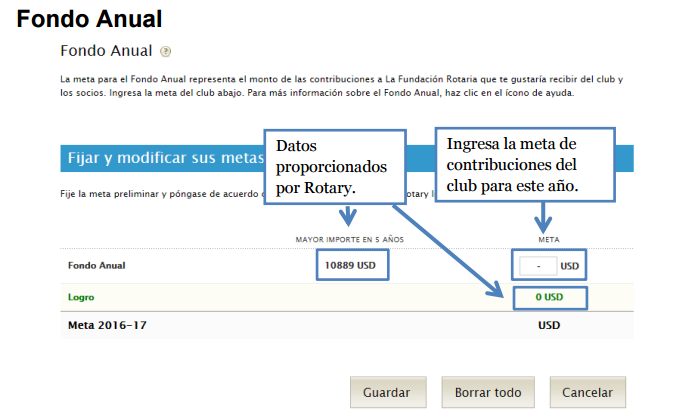 Fondo Anual
Fondo Anual ?
La meta para el Fondo Anual representa el monto de las contribuciones a La Fundación Rotaria que te gustaría recibir del club y
los socios. Ingresa la meta del club abajo. Para más información sobre el Fondo Anual, haz clic en el ícono de ayuda.
Fijar y modificar sus metas
Datos
proporcionados
por Rotary.
Ingresa la meta de
contribuciones del
club para este año.
Fije la meta preliminar y póngase de acuerdo
MAYOR IMPORTE EN 5 AÑOS META
Fondo Anual 10889 USD - USD
Logro 0 USD
Meta 2016-17 USD
Guardar Borrar todo Cancelar